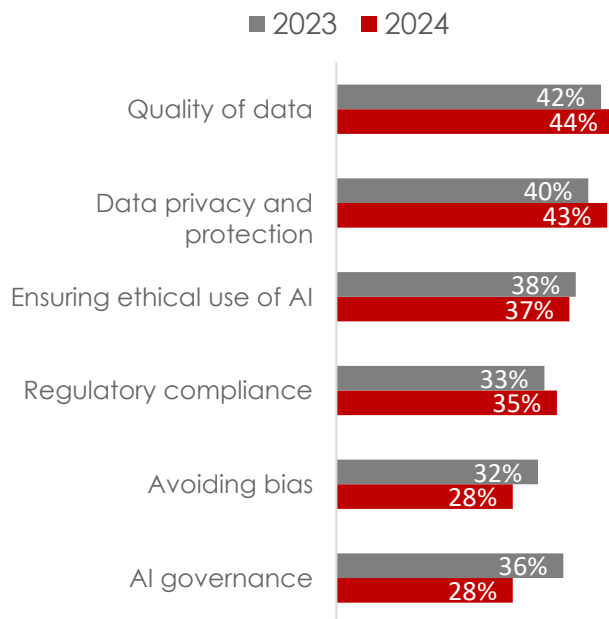 2023 2024
Quality of data
42%
44%
Data privacy and
protection
40%
43%
Ensuring ethical use of AI
38%
37%
Regulatory compliance
33%
35%
Avoiding bias
32%
28%
AI governance
36%
28%